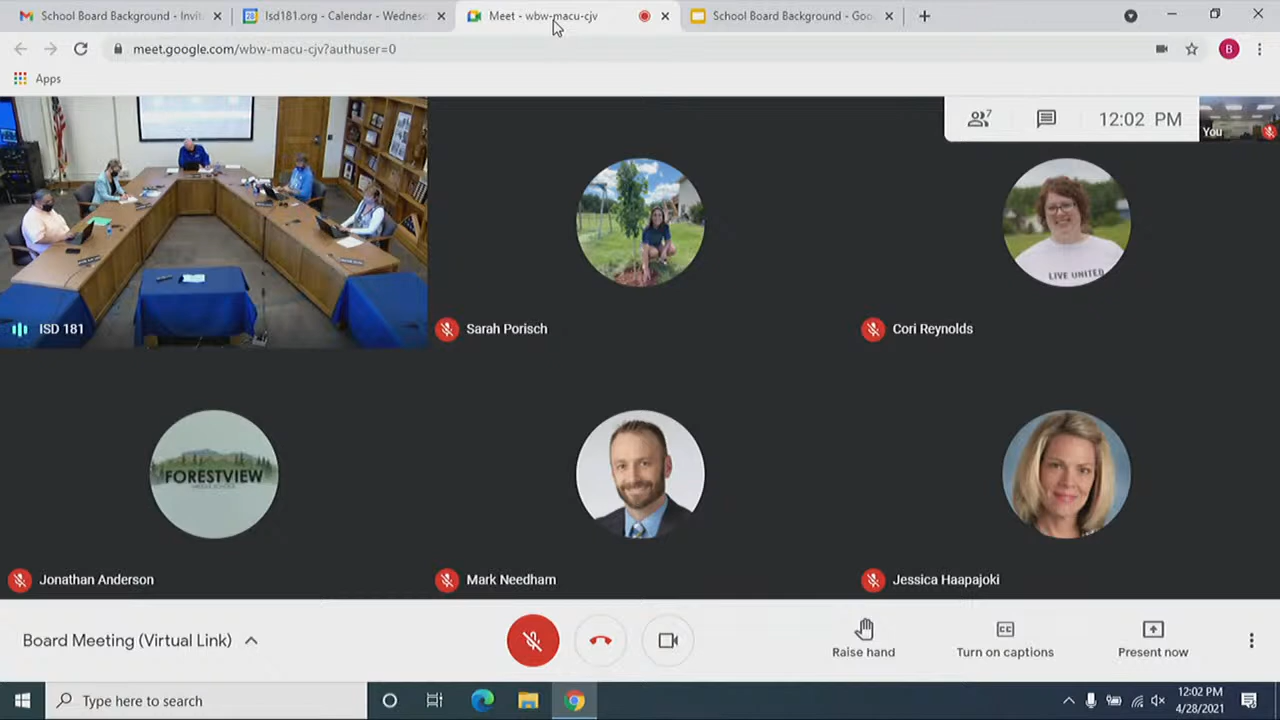 School Board Background - Invit
Isd181.org - Calendar - Wednes
Meet - wbw-macu-cjv
School Board Background - Goo
meet.google.com/wbw-macu-cjv?authuser=0
B
Apps
7
12:02 PM
You
LIVE UNITED
ISD 181
Sarah Porisch
Cori Reynolds
FORESTVIEW
Jonathan Anderson
Mark Needham
Jessica Haapajoki
Board Meeting (Virtual Link)
Raise hand
CC
Turn on captions
Present now
Type here to search
12:02 PM
4/28/2021